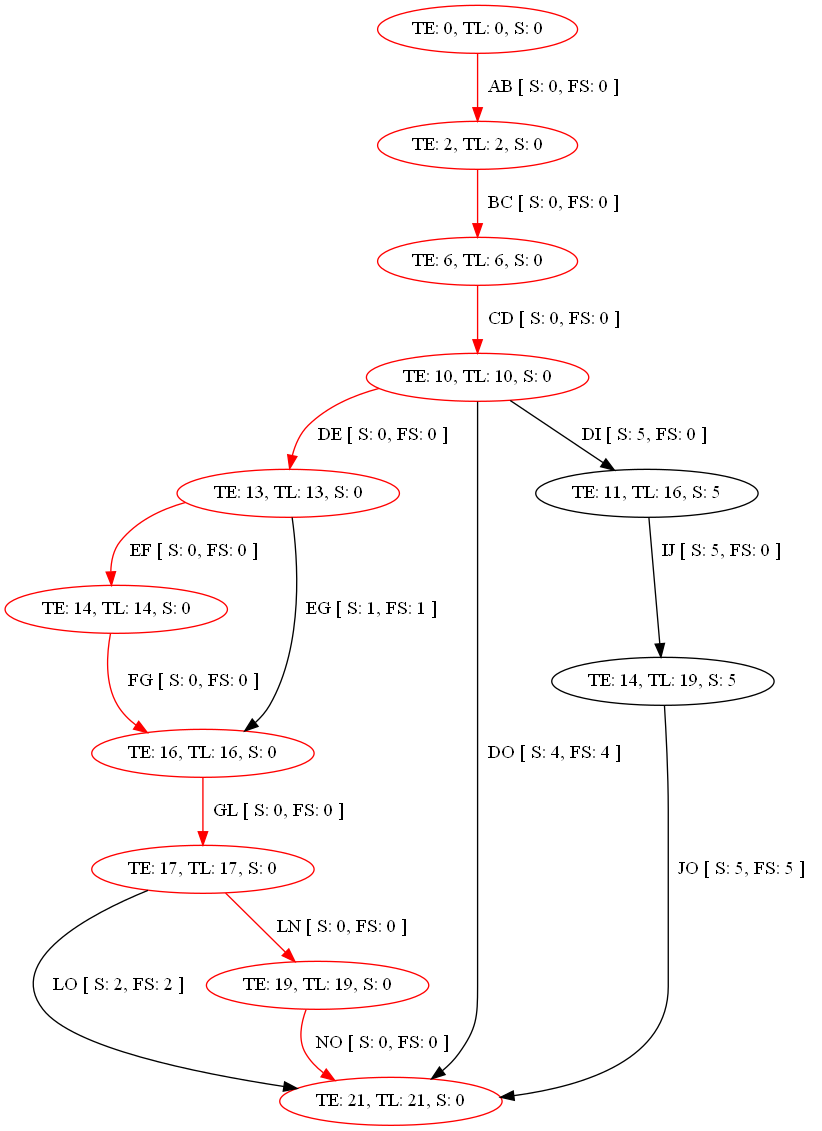 TE: 0, TL: 0, S: 0
AB [ S: 0, FS: 0 ]
TE: 2, TL: 2, S: 0
BC [ S: 0, FS: 0 ]
TE: 6, TL: 6, S: 0
CD [ S: 0, FS: 0 ]
TE: 10, TL: 10, S: 0
DE [ S: 0, FS: 0 ]
DI [ S: 5, FS: 0 ]
TE: 13, TL: 13, S: 0
TE: 11, TL: 16, S: 5
EF [ S: 0, FS: 0 ]
IJ [ S: 5, FS: 0 ]
TE: 14, TL: 14, S: 0
EG [ S: 1, FS: 1 ]
FG [ S: 0, FS: 0 ]
TE: 14, TL: 19, S: 5
TE: 16, TL: 16, S: 0
DO [ S: 4, FS: 4 ]
GL [ S: 0, FS: 0 ]
TE: 17, TL: 17, S: 0
JO [ S: 5, FS: 5 ]
LN [ S: 0, FS: 0 ]
LO [ S: 2, FS: 2 ]
TE: 19, TL: 19, S: 0
NO [ S: 0, FS: 0 ]
TE: 21, TL: 21, S: 0